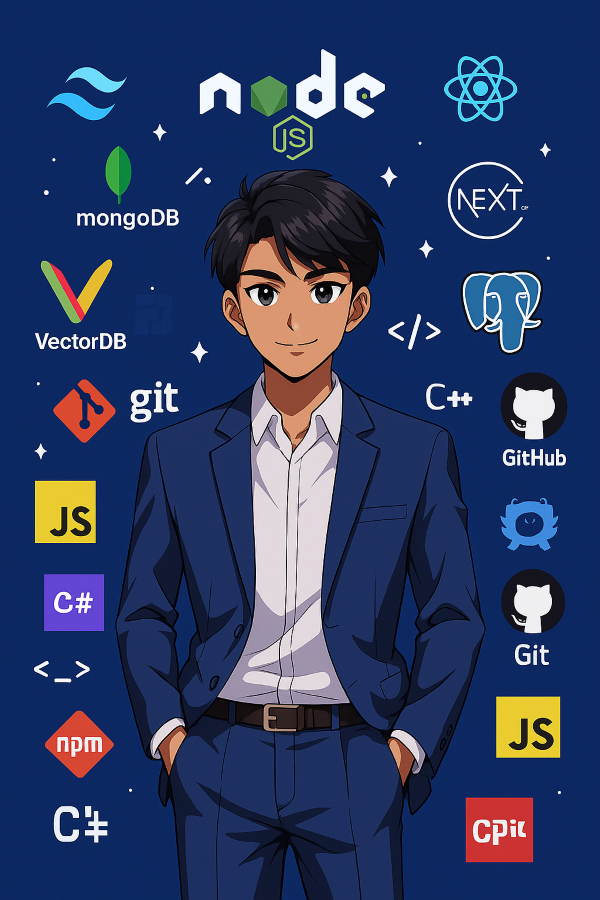 node
JS
mongoDB
NEXT
VectorDB
</>
git
C++
GitHub
JS
C#
<_>
Git
npm
JS